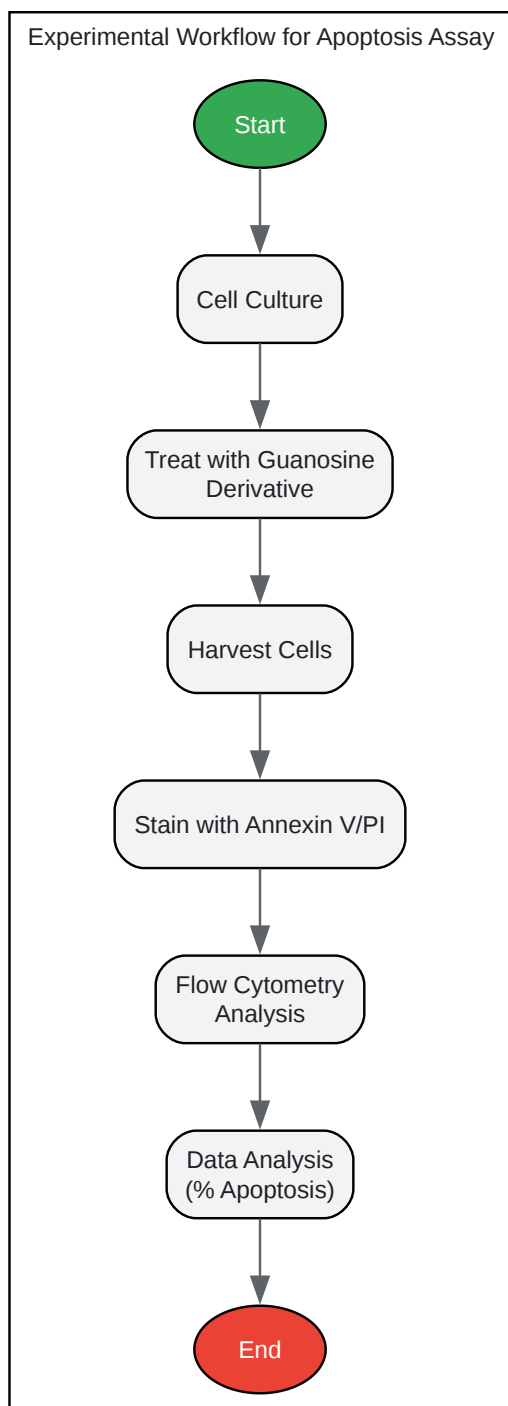 Experimental Workflow for Apoptosis Assay
Start
Cell Culture
Treat with Guanosine
Derivative
Harvest Cells
Stain with Annexin V/PI
Flow Cytometry
Analysis
Data Analysis
(% Apoptosis)
End